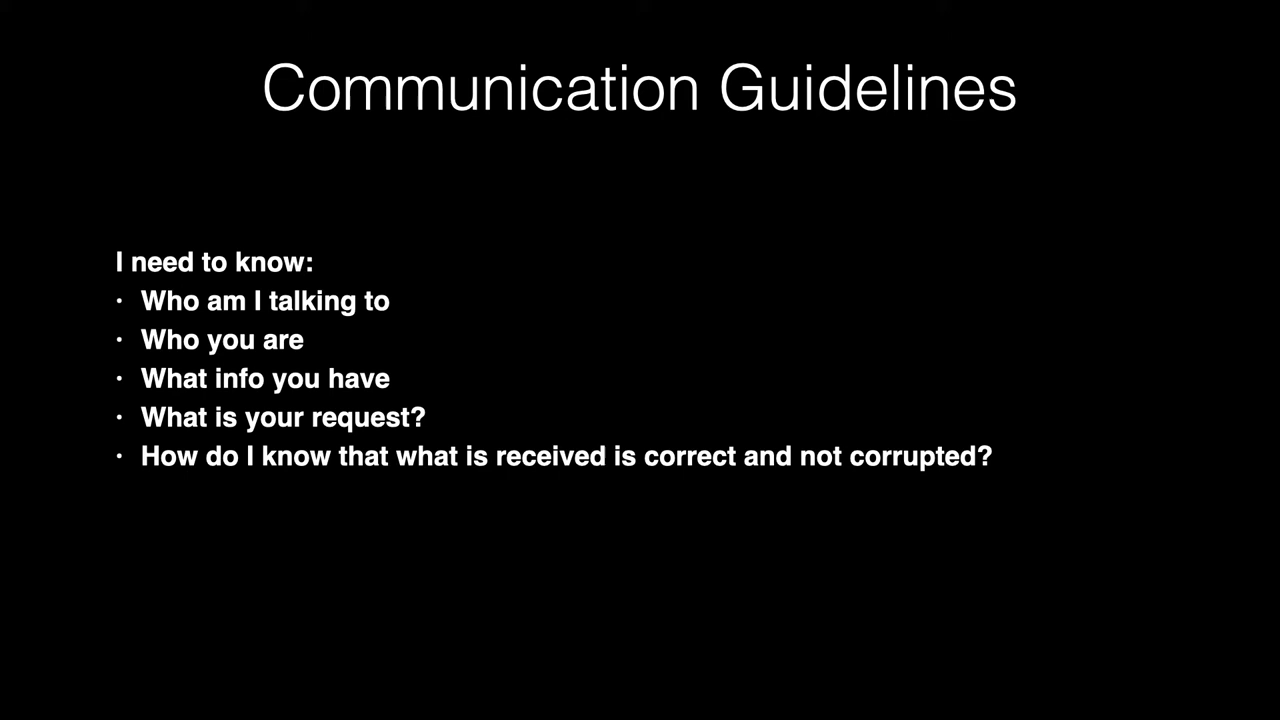 Communication Guidelines
I need to know:
• Who am I talking to
• Who you are
• What info you have
• What is your request?
• How do I know that what is received is correct and not corrupted?